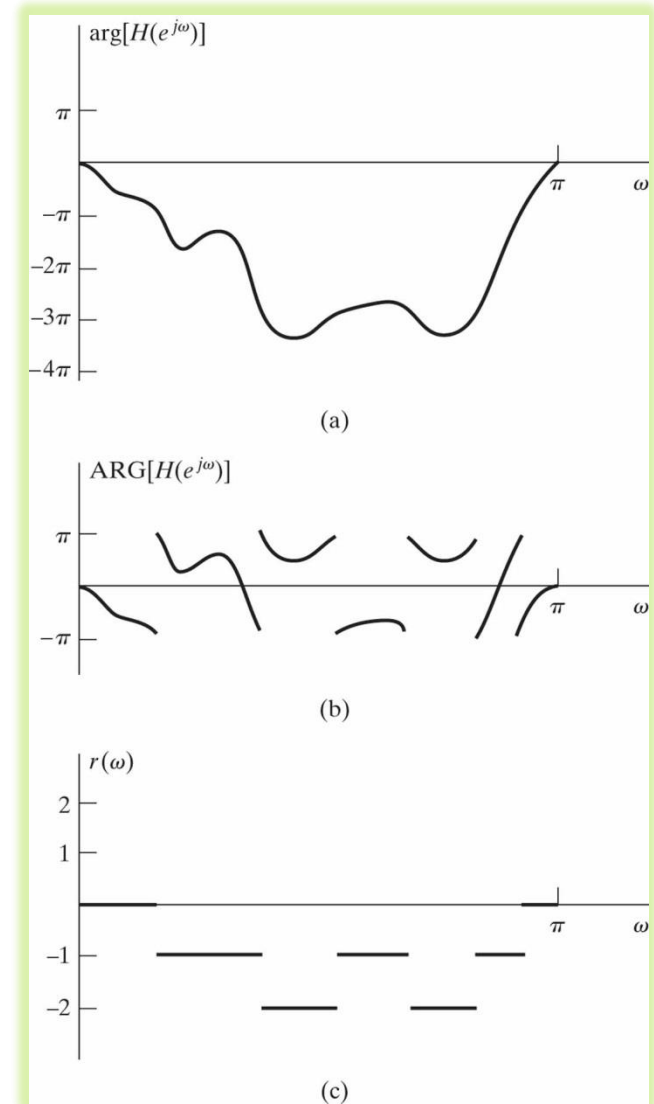 arg[H(e^{jω})]
π
π
ω
−π
−2π
−3π
−4π
(a)
ARG[H(e^{jω})]
π
π
ω
−π
(b)
r(ω)
2
1
π
ω
−1
−2
(c)